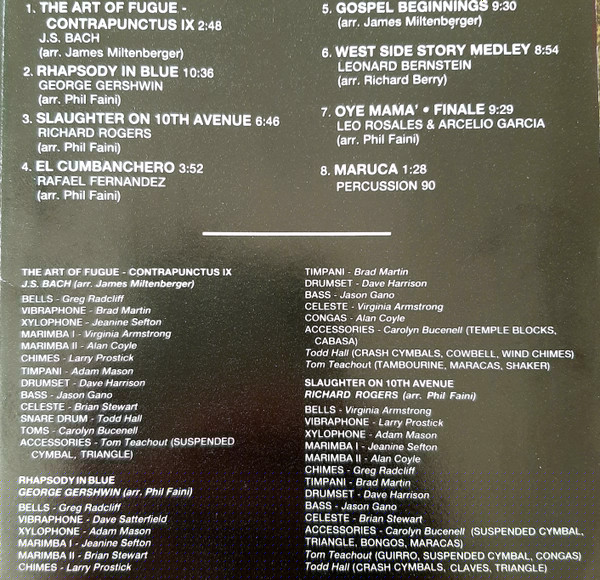 1. THE ART OF FUGUE -
CONTRAPUNCTUS IX 2:48
J.S. BACH
(arr. James Miltenberger)
2. RHAPSODY IN BLUE 10:36
GEORGE GERSHWIN
(arr. Phil Faini)
3. SLAUGHTER ON 10TH AVENUE 6:46
RICHARD ROGERS
(arr. Phil Faini)
4. EL CUMBANCHERO 3:52
RAFAEL FERNANDEZ
(arr. Phil Faini)
5. GOSPEL BEGINNINGS 9:30
(arr. James Miltenberger)
6. WEST SIDE STORY MEDLEY 8:54
LEONARD BERNSTEIN
(arr. Richard Berry)
7. OYE MAMA' • FINALE 9:29
LEO ROSALES & ARCELIO GARCIA
(arr. Phil Faini)
8. MARUCA 1:28
PERCUSSION 90
THE ART OF FUGUE - CONTRAPUNCTUS IX
J.S. BACH (arr. James Miltenberger)
BELLS - Greg Radcliff
VIBRAPHONE - Brad Martin
XYLOPHONE - Jeanine Sefton
MARIMBA I - Virginia Armstrong
MARIMBA II - Alan Coyle
CHIMES - Larry Prostick
TIMPANI - Adam Mason
DRUMSET - Dave Harrison
BASS - Jason Gano
CELESTE - Brian Stewart
SNARE DRUM - Todd Hall
TOMS - Carolyn Bucenell
ACCESSORIES - Tom Teachout (SUSPENDED
CYMBAL, TRIANGLE)
RHAPSODY IN BLUE
GEORGE GERSHWIN (arr. Phil Faini)
BELLS - Greg Radcliff
VIBRAPHONE - Dave Satterfield
XYLOPHONE - Adam Mason
MARIMBA I - Jeanine Sefton
MARIMBA II - Brian Stewart
CHIMES - Larry Prostick
TIMPANI - Brad Martin
DRUMSET - Dave Harrison
BASS - Jason Gano
CELESTE - Virginia Armstrong
CONGAS - Alan Coyle
ACCESSORIES - Carolyn Bucenell (TEMPLE BLOCKS,
CABASA)
Todd Hall (CRASH CYMBALS, COWBELL, WIND CHIMES)
Tom Teachout (TAMBOURINE, MARACAS, SHAKER)
SLAUGHTER ON 10TH AVENUE
RICHARD ROGERS (arr. Phil Faini)
BELLS - Virginia Armstrong
VIBRAPHONE - Larry Prostick
XYLOPHONE - Adam Mason
MARIMBA I - Jeanine Sefton
MARIMBA II - Alan Coyle
CHIMES - Greg Radcliff
TIMPANI - Brad Martin
DRUMSET - Dave Harrison
BASS - Jason Gano
CELESTE - Brian Stewart
ACCESSORIES - Carolyn Bucenell (SUSPENDED CYMBAL,
TRIANGLE, BONGOS, MARACAS)
Tom Teachout (GUIRRO, SUSPENDED CYMBAL, CONGAS)
Todd Hall (CRASH CYMBALS, CLAVES, TRIANGLE)